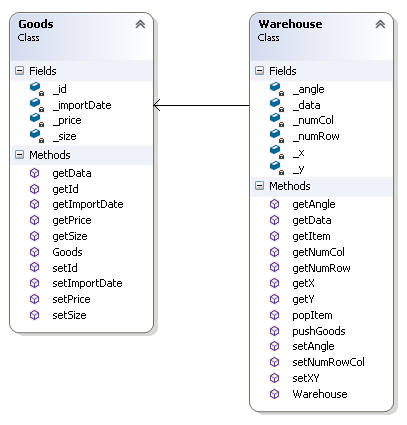 Goods
Class
Fields
_id
_importDate
_price
_size
Methods
getData
getId
getImportDate
getPrice
getSize
Goods
setId
setImportDate
setPrice
setSize
Warehouse
Class
Fields
_angle
_data
_numCol
_numRow
_x
_y
Methods
getAngle
getData
getItem
getNumCol
getNumRow
getX
getY
popItem
pushGoods
setAngle
setNumRowCol
setXY
Warehouse